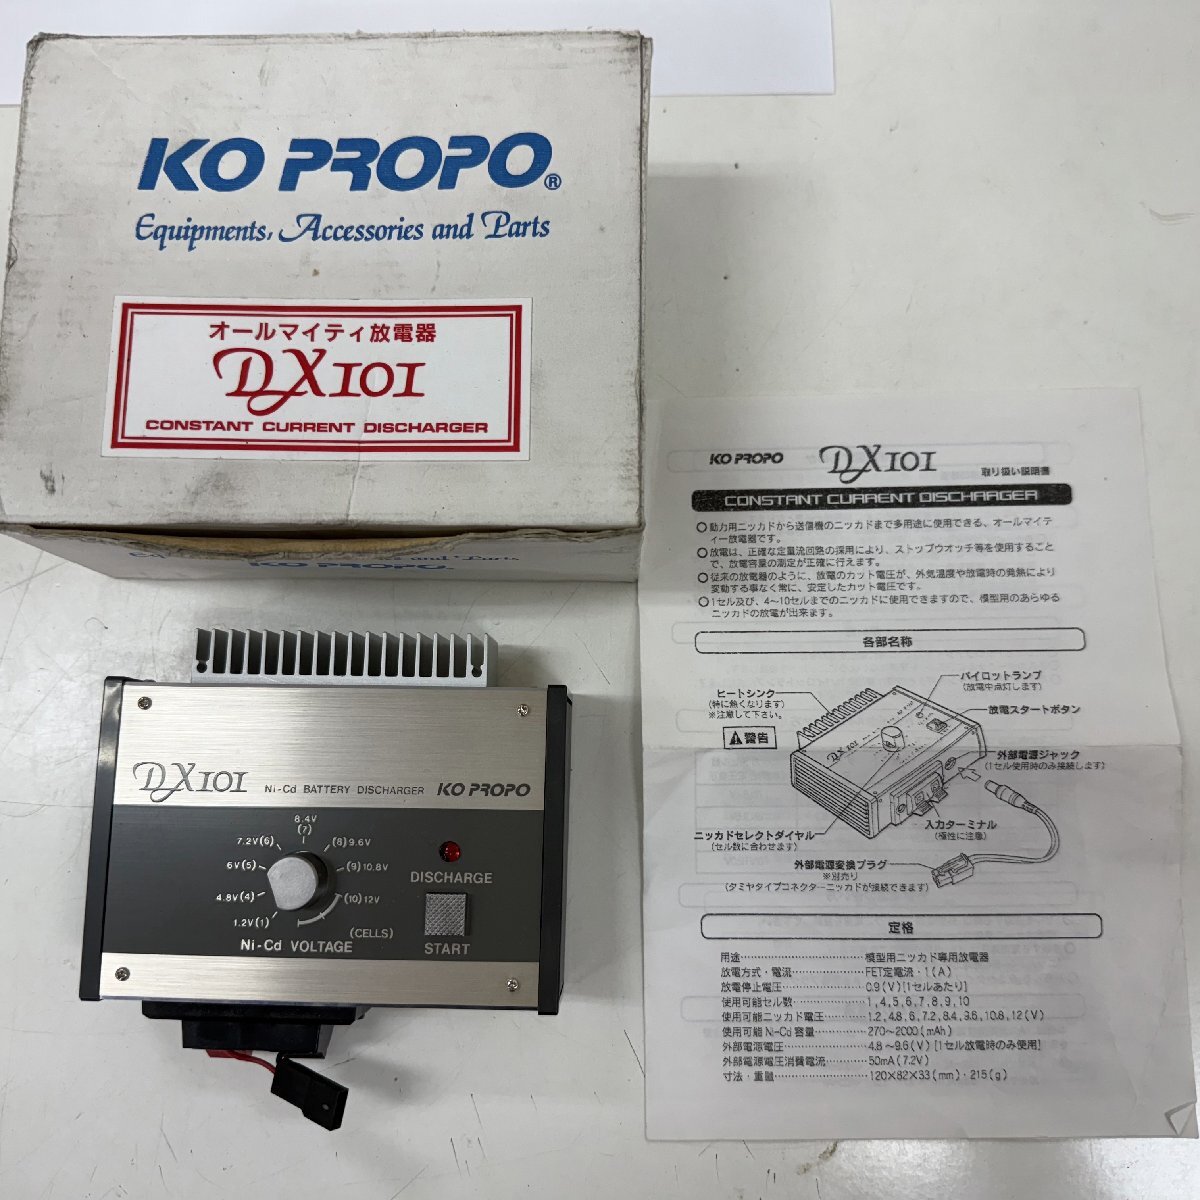 KO PROPO®
Equipments, Accessories and Parts
オールマイティ放電器
DX101
CONSTANT CURRENT DISCHARGER
KO PROPO
DX101
Ni-Cd BATTERY DISCHARGER
KO PROPO
8.4V
(7)
7.2V(6)
(8)9.6V
6V(5)
(9)10.8V
4.8V(4)
(10)12V
1.2V(1)
(CELLS)
Ni-Cd VOLTAGE
DISCHARGE
START
KO PROPO DX101 取り扱い説明書
CONSTANT CURRENT DISCHARGER
○動力用ニッカドから送信機のニッカドまで多用途に使用できる、オールマイティー放電器です。
○放電は、正確な定量流回路の採用により、ストップウオッチ等を使用することで、放電容量の測定が正確に行えます。
○従来の放電器のように、放電のカット電圧が、外気温度や放電時の発熱により変動する事なく常に、安定したカット電圧です。
○1セル及び、4〜10セルまでのニッカドに使用できますので、模型用のあらゆるニッカドの放電が出来ます。
各部名称
パイロットランプ
(放電中点灯します)
ヒートシンク
(特に熱くなります)
※注意して下さい。
放電スタートボタン
⚠警告
DX101
外部電源ジャック
(1セル使用時のみ接続します)
入力ターミナル
(極性に注意)
ニッカドセレクトダイヤル
(セル数に合わせます)
外部電源変換プラグ
※別売り
(タミヤタイプコネクターニッカドが接続できます)
定格
用途………模型用ニッカド専用放電器
放電方式・電流………FET定電流・1(A)
放電停止電圧………0.9(V)[1セルあたり]
使用可能セル数………1,4,5,6,7,8,9,10
使用可能ニッカド電圧………1.2,4.8,6,7.2,8.4,9.6,10.8,12(V)
使用可能Ni-Cd容量………270〜2000(mAh)
外部電源電圧………4.8〜9.6(V)[1セル放電時のみ使用]
外部電源電圧消費電流………50mA(7.2V)
寸法・重量………120×82×33(mm)・215(g)